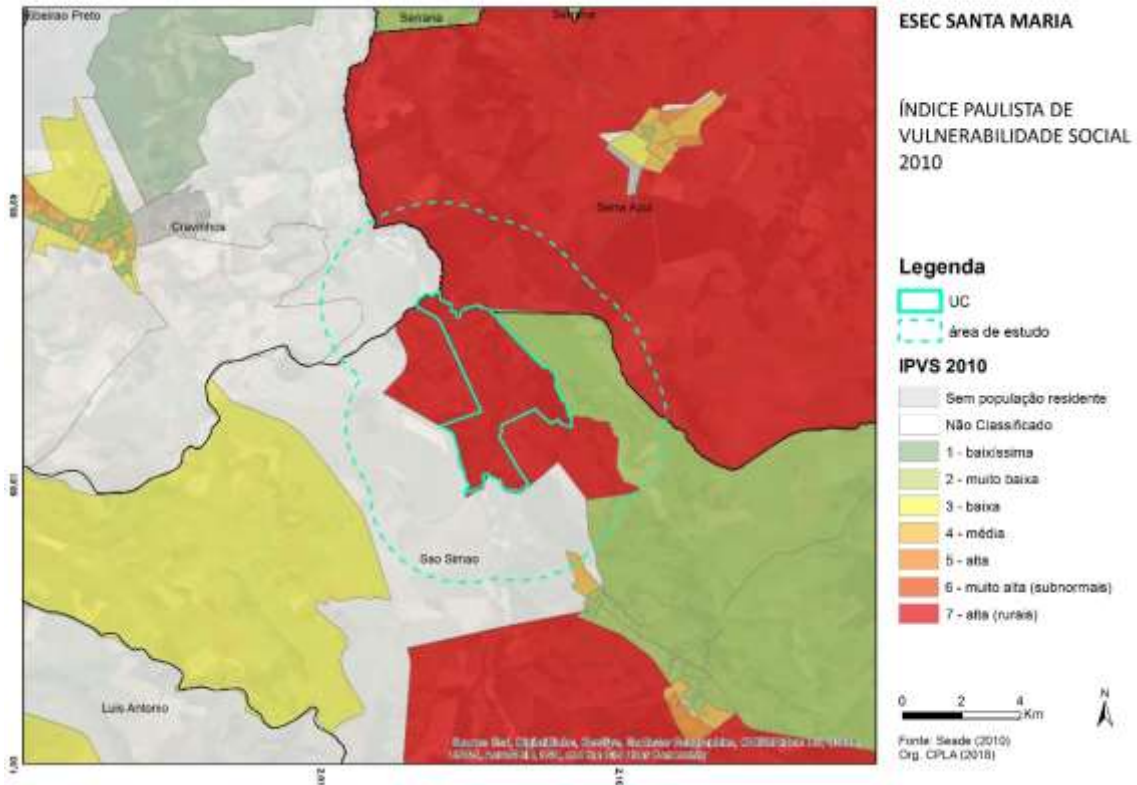 Ribeirao Preto
Serrana
ESEC SANTA MARIA
ÍNDICE PAULISTA DE
VULNERABILIDADE SOCIAL
2010
Serra Azul
Cravinhos
Legenda
UC
área de estudo
IPVS 2010
Sem população residente
Não Classificado
1 - baixíssima
2 - muito baixa
3 - baixa
4 - média
5 - alta
6 - muito alta (subnormais)
7 - alta (rurais)
Sao Simao
Luis Antonio
0 2 4
Km
N
Fonte: Seade (2010)
Org. CPLA (2018)